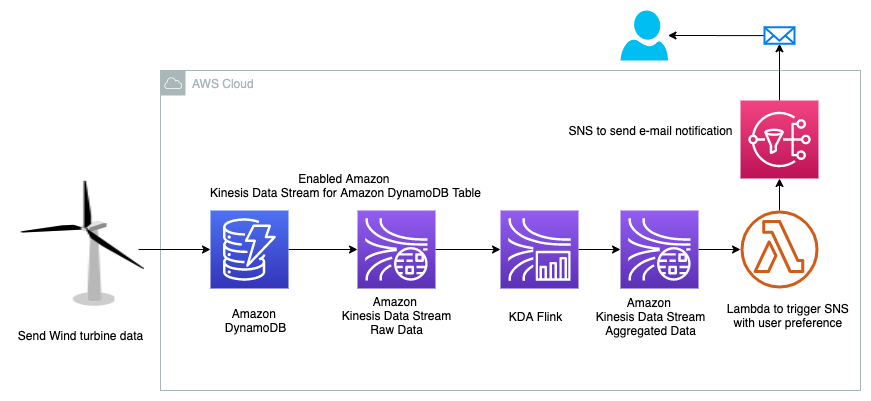 AWS Cloud
SNS to send e-mail notification
Enabled Amazon
Kinesis Data Stream for Amazon DynamoDB Table
Send Wind turbine data
Amazon
DynamoDB
Amazon
Kinesis Data Stream
Raw Data
KDA Flink
Amazon
Kinesis Data Stream
Aggregated Data
Lambda to trigger SNS
with user preference